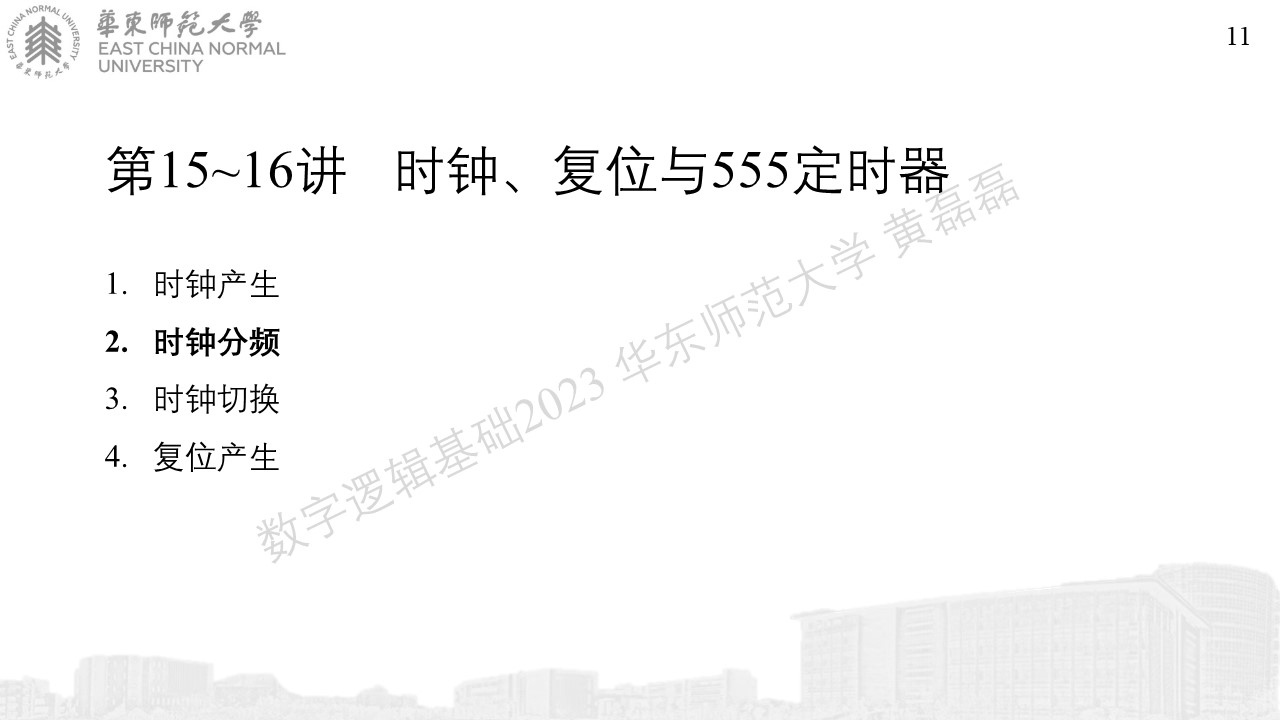 華東師範大學
EAST CHINA NORMAL
UNIVERSITY
EAST CHINA NORMAL UNIVERSITY
華東师范大学
11
第15~16讲 时钟、复位与555定时器
1. 时钟产生
2. 时钟分频
3. 时钟切换
4. 复位产生
数字逻辑基础2023 华东师范大学 黄磊磊